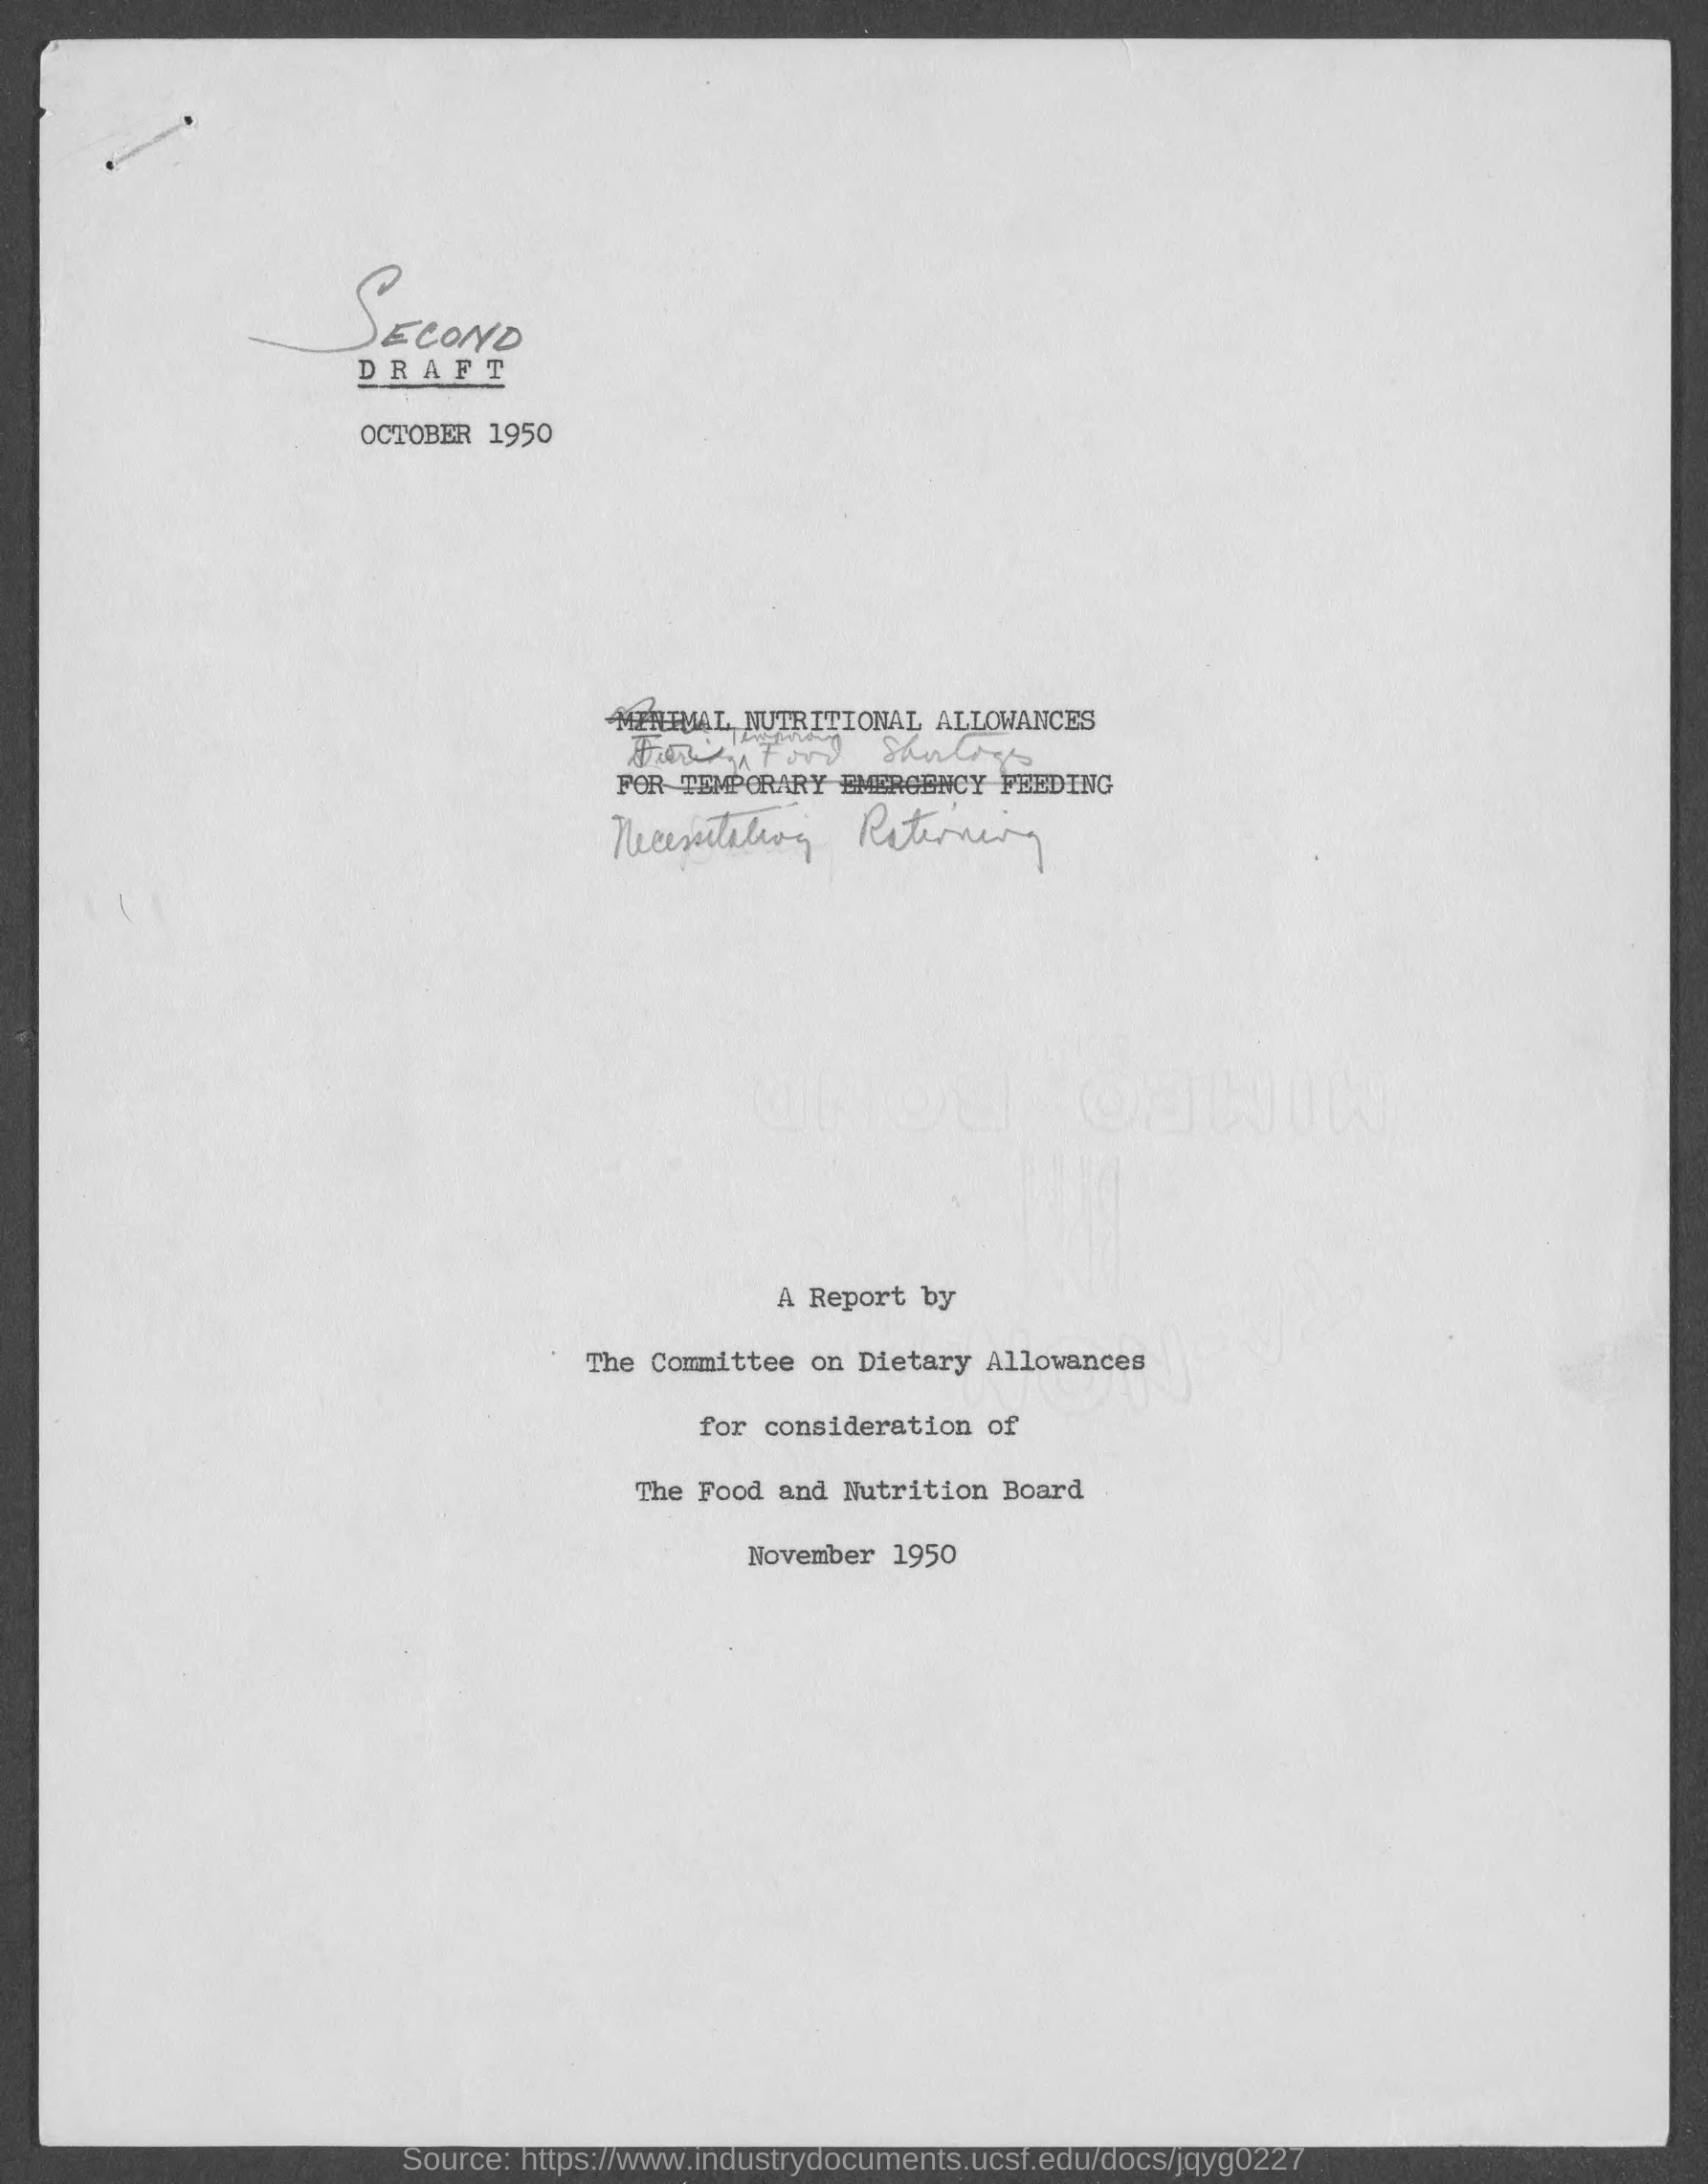 SECOND
D R A F T
OCTOBER 1950
MINIMAL NUTRITIONAL ALLOWANCES
Temporary
During ^ Food Shortages
FOR TEMPORARY EMERGENCY FEEDING
Necessitating Rationing
A Report by
The Committee on Dietary Allowances
for consideration of
The Food and Nutrition Board
November 1950
Source: https://www.industrydocuments.ucsf.edu/docs/jqyg0227